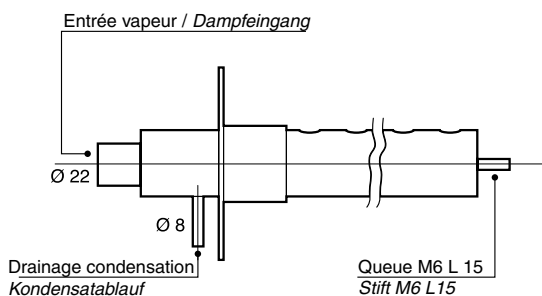 Entrée vapeur / Dampfeingang
Ø 22
Ø 8
Drainage condensation
Kondensatablauf
Queue M6 L 15
Stift M6 L15